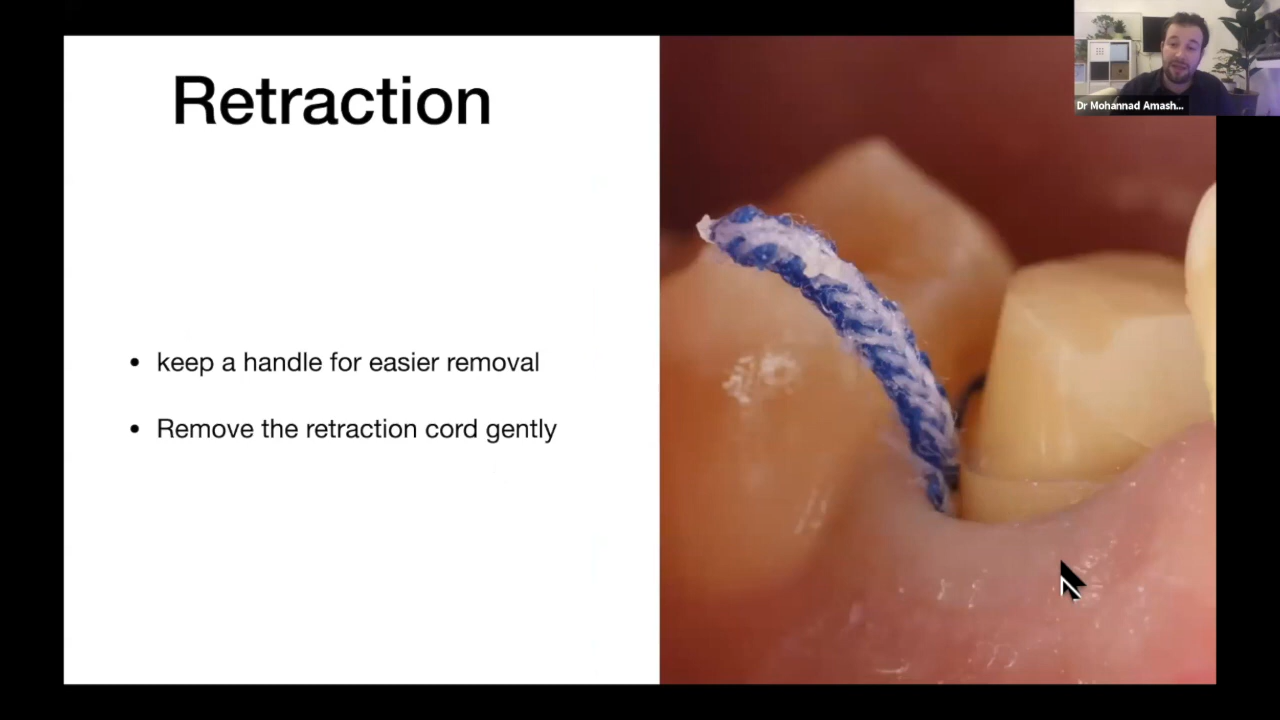 Retraction
keep a handle for easier removal
Remove the retraction cord gently
Dr Mohannad Amash...